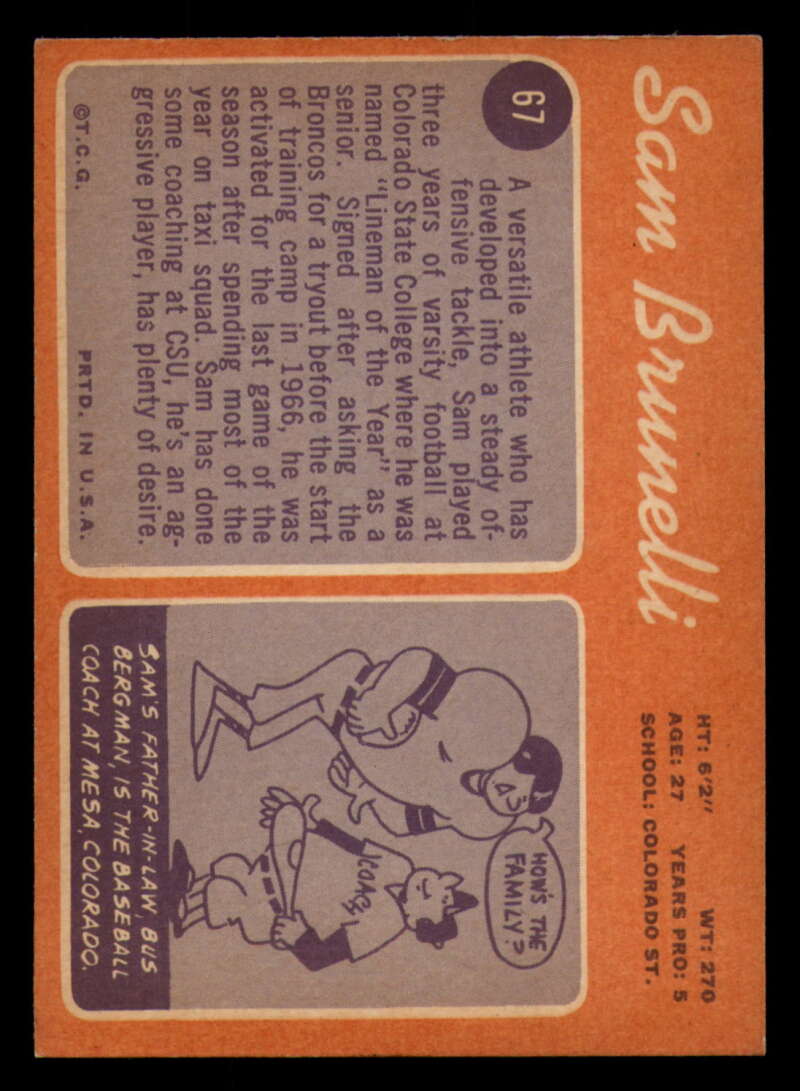 Sam Brunelli
HT: 6'2" WT: 270
AGE: 27 YEARS PRO: 5
SCHOOL: COLORADO ST.
67
A versatile athlete who has
developed into a steady of-
fensive tackle, Sam played
three years of varsity football at
Colorado State College where he was
named "Lineman of the Year" as a
senior. Signed after asking the
Broncos for a tryout before the start
of training camp in 1966, he was
activated for the last game of the
season after spending most of the
year on taxi squad. Sam has done
some coaching at CSU, he's an ag-
gressive player, has plenty of desire.
©T.C.G. PRTD. IN U.S.A.
HOW'S THE
FAMILY?
COACH
SAM'S FATHER-IN-LAW, BUS
BERGMAN, IS THE BASEBALL
COACH AT MESA, COLORADO.